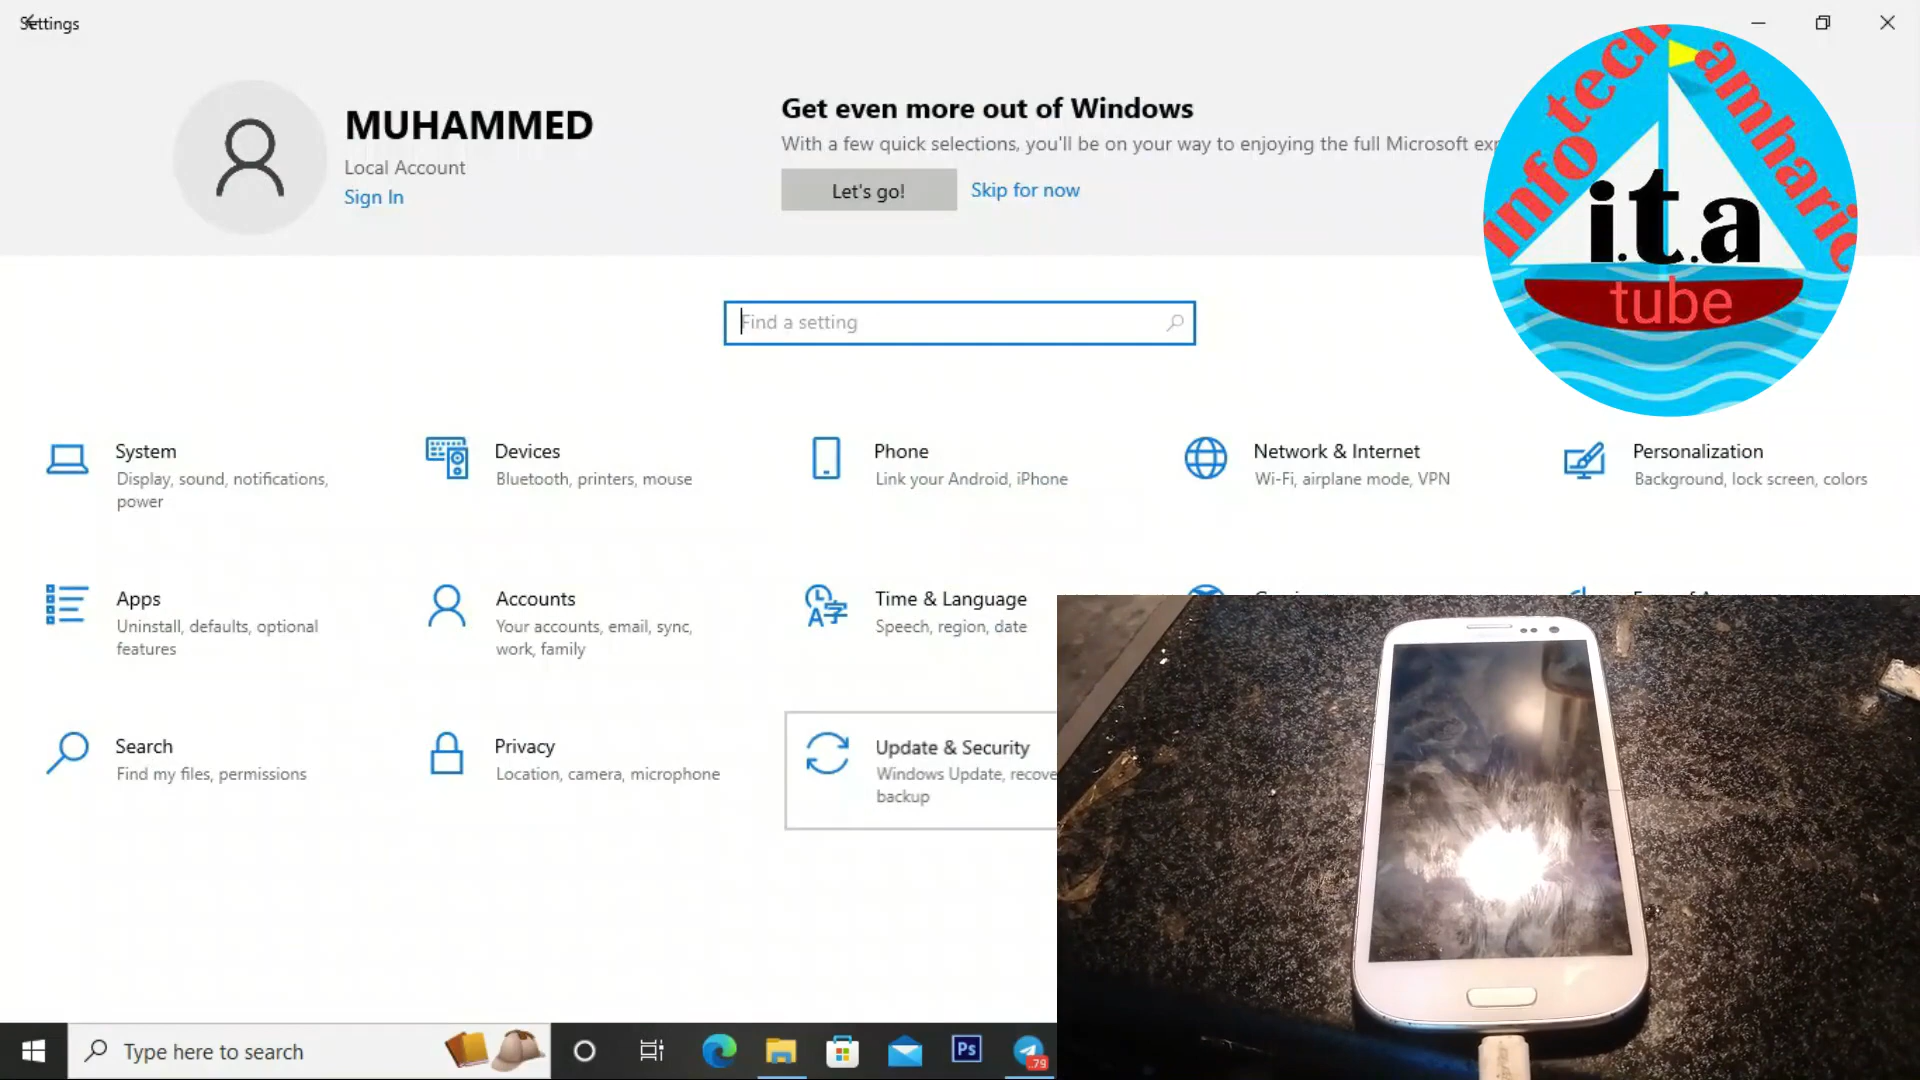 Settings
MUHAMMED
Local Account
Sign In
Get even more out of Windows
With a few quick selections, you'll be on your way to enjoying the full Microsoft
Let's go!
Skip for now
info tech amharic
i.t.a
tube
Find a setting
System
Display, sound, notifications,
power
Devices
Bluetooth, printers, mouse
Phone
Link your Android, iPhone
Network & Internet
Wi-Fi, airplane mode, VPN
Personalization
Background, lock screen, colors
Apps
Uninstall, defaults, optional
features
Accounts
Your accounts, email, sync,
work, family
Time & Language
Speech, region, date
Search
Find my files, permissions
Privacy
Location, camera, microphone
Update & Security
Windows Update, recove
backup
Type here to search
Ps
.79